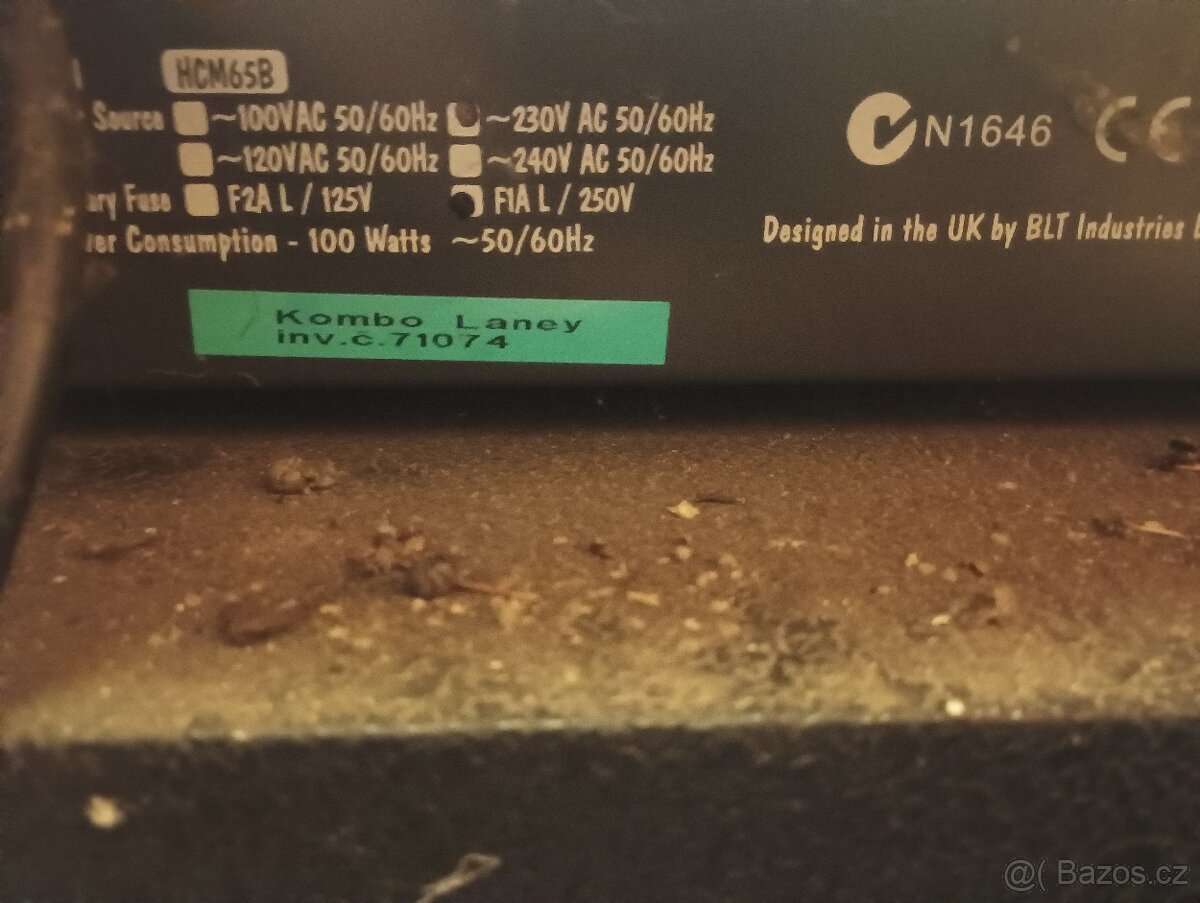 HCM65B
Source ~100VAC 50/60Hz ~230V AC 50/60Hz
~120VAC 50/60Hz ~240V AC 50/60Hz
ary Fuse F2A L / 125V F1A L / 250V
wer Consumption - 100 Watts ~50/60Hz
N1646
CE
Designed in the UK by BLT Industries
Kombo Laney
inv.č.71074
@( Bazos.cz